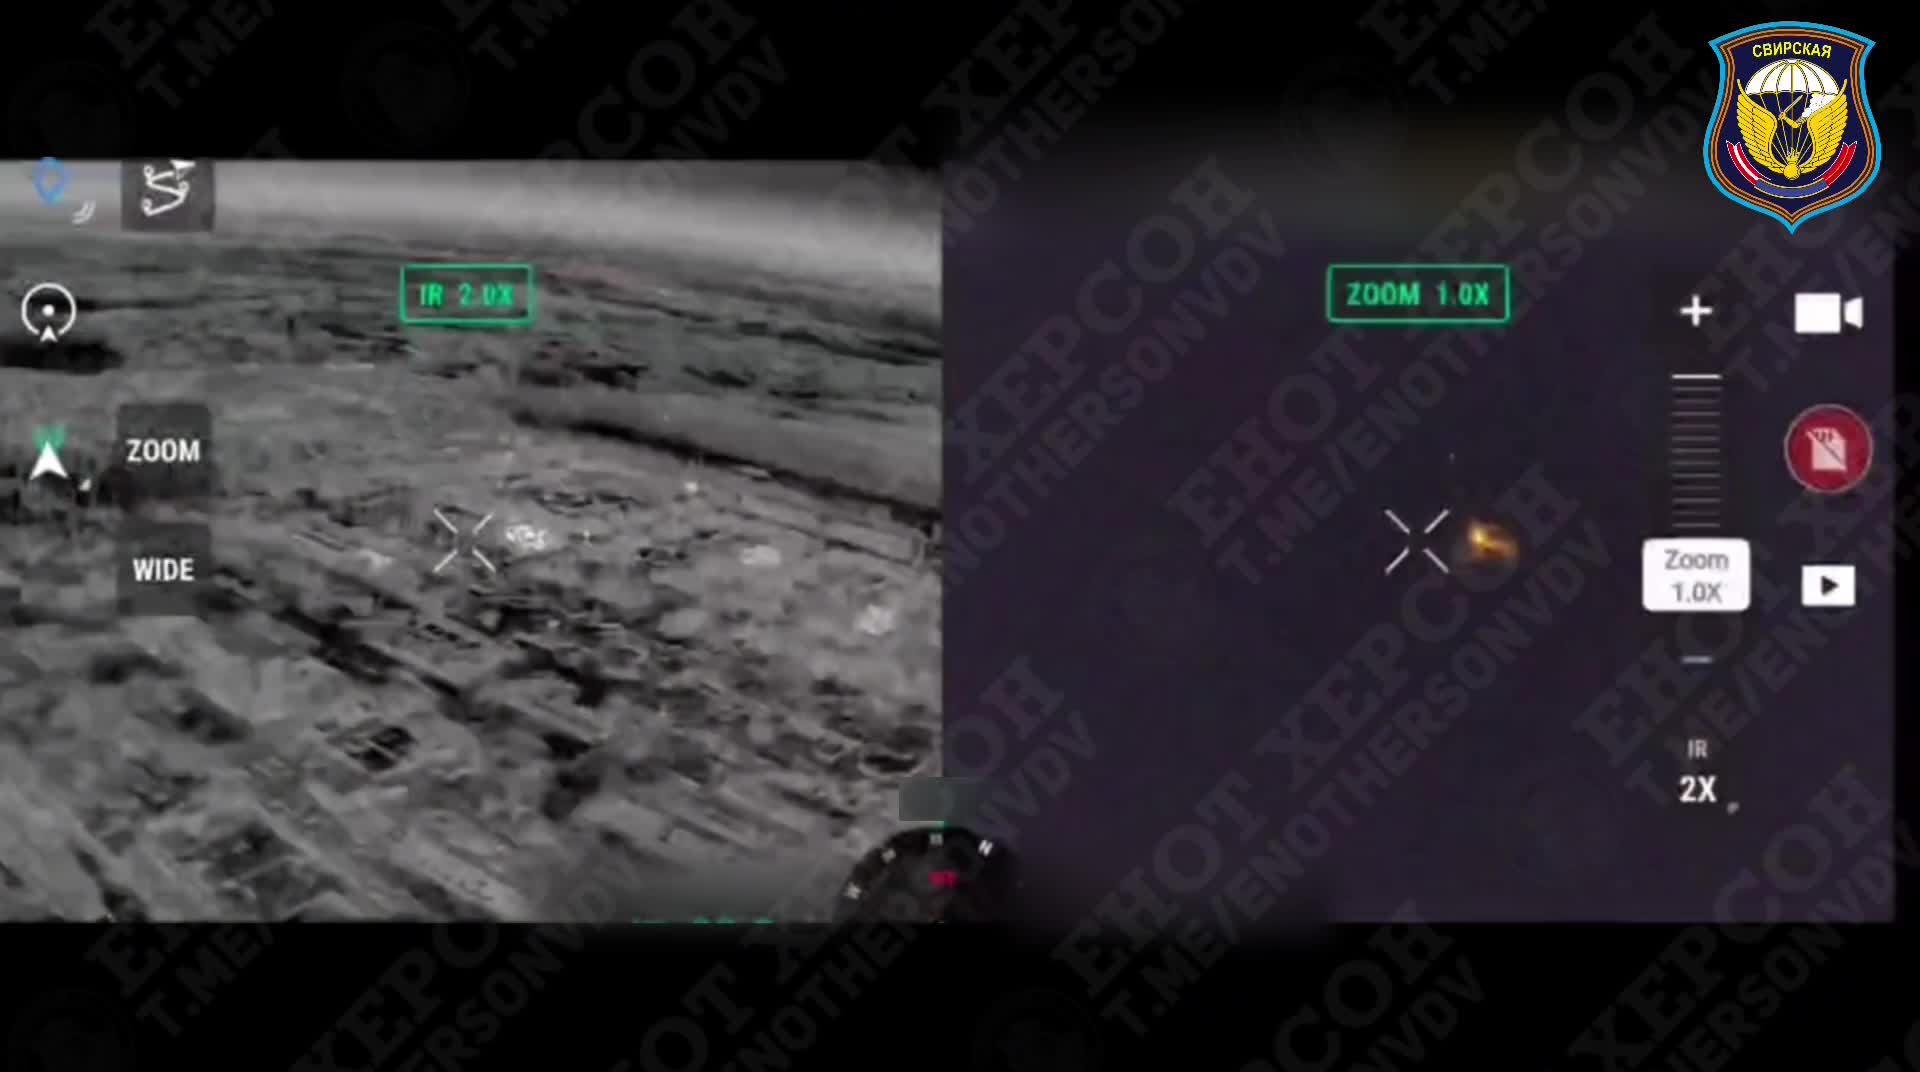 СВИРСКАЯ
IR 2.0X
ZOOM 1.0X
ZOOM
WIDE
Zoom
1.0X
IR
2X
N
ЕНОТ ХЕРСОН
T.ME/ENOTHERSONVDV